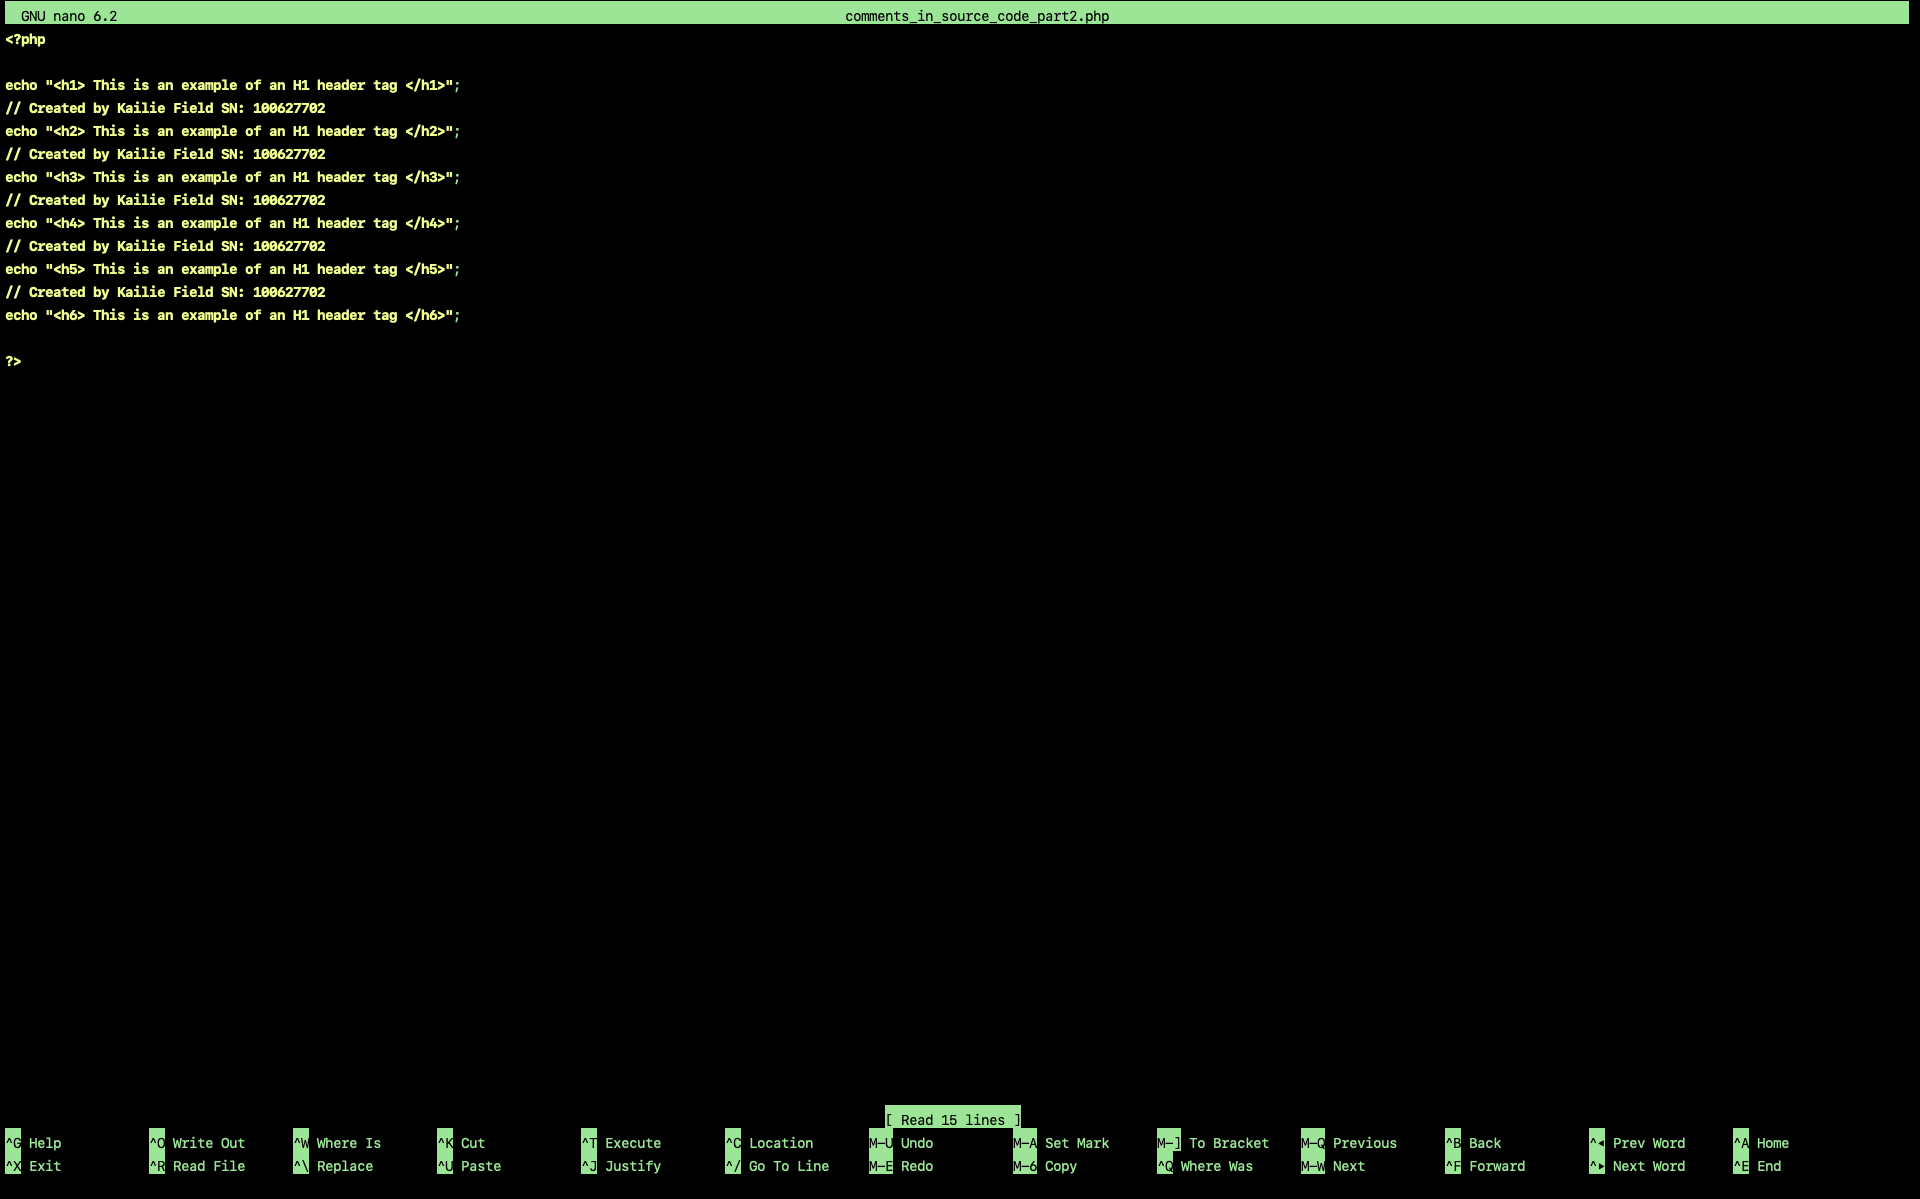 GNU nano 6.2 comments_in_source_code_part2.php
<?php
echo "<h1> This is an example of an H1 header tag </h1>";
// Created by Kailie Field SN: 100627702
echo "<h2> This is an example of an H1 header tag </h2>";
// Created by Kailie Field SN: 100627702
echo "<h3> This is an example of an H1 header tag </h3>";
// Created by Kailie Field SN: 100627702
echo "<h4> This is an example of an H1 header tag </h4>";
// Created by Kailie Field SN: 100627702
echo "<h5> This is an example of an H1 header tag </h5>";
// Created by Kailie Field SN: 100627702
echo "<h6> This is an example of an H1 header tag </h6>";
?>
[ Read 15 lines ]
^G Help ^O Write Out ^W Where Is ^K Cut ^T Execute ^C Location M-U Undo M-A Set Mark M-] To Bracket M-Q Previous ^B Back ^◂ Prev Word ^A Home
^X Exit ^R Read File ^\ Replace ^U Paste ^J Justify ^/ Go To Line M-E Redo M-6 Copy ^Q Where Was M-W Next ^F Forward ^▸ Next Word ^E End